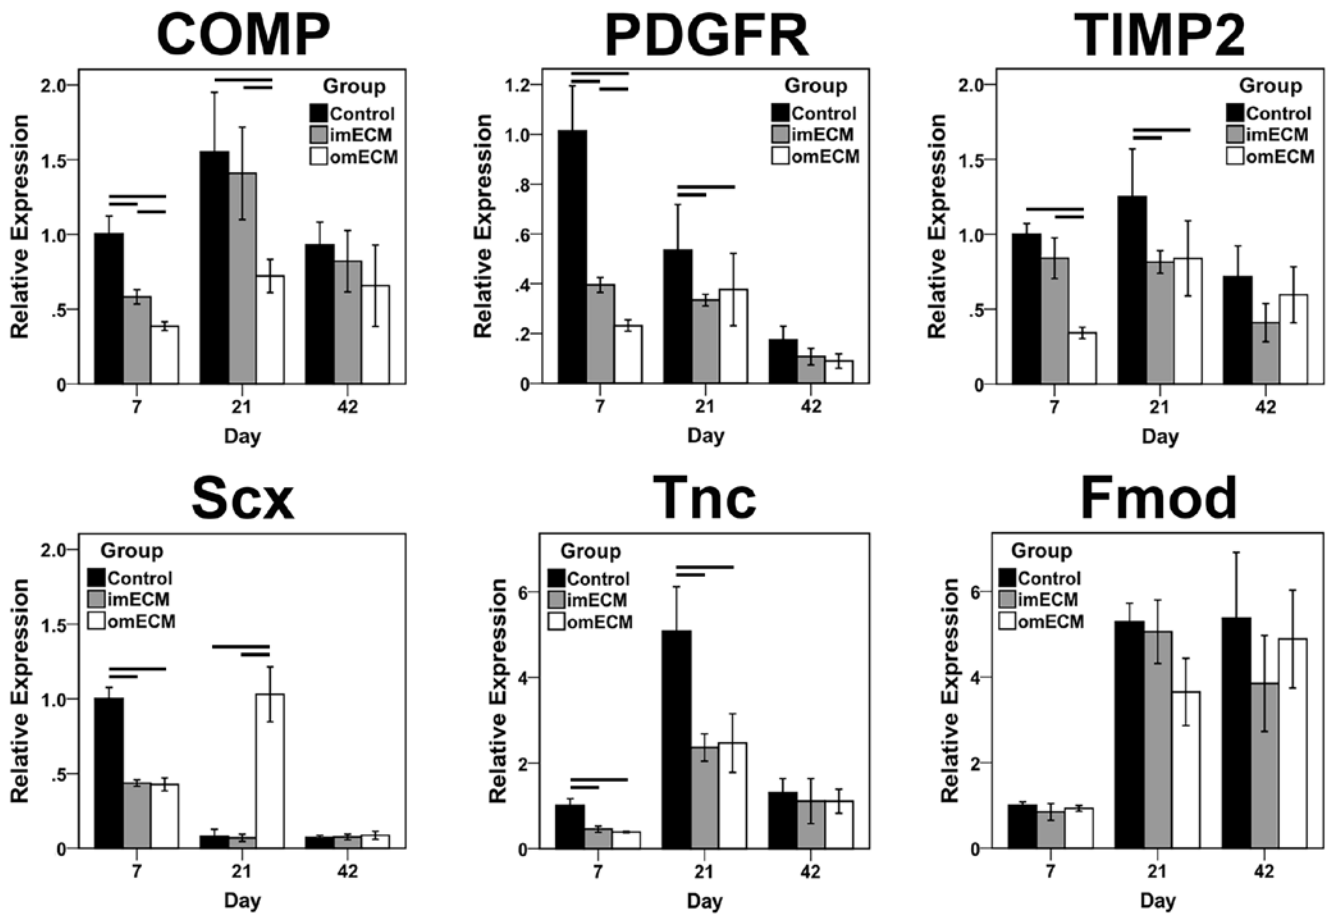 COMP
PDGFR
TIMP2
Relative Expression
2.0
1.5
1.0
.5
0
Group
Control
imECM
omECM
7
21
42
Day
Relative Expression
1.2
1.0
.8
.6
.4
.2
0
Group
Control
imECM
omECM
7
21
42
Day
Relative Expression
2.0
1.5
1.0
.5
0
Group
Control
imECM
omECM
7
21
42
Day
Scx
Tnc
Fmod
Relative Expression
2.0
1.5
1.0
.5
0
Group
Control
imECM
omECM
7
21
42
Day
Relative Expression
6
4
2
0
Group
Control
imECM
omECM
7
21
42
Day
Relative Expression
6
4
2
0
Group
Control
imECM
omECM
7
21
42
Day